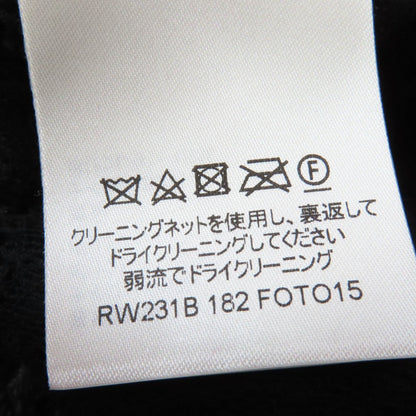 F
クリーニングネットを使用し、裏返して
ドライクリーニングしてください
弱流でドライクリーニング
RW231B 182 FOTO15